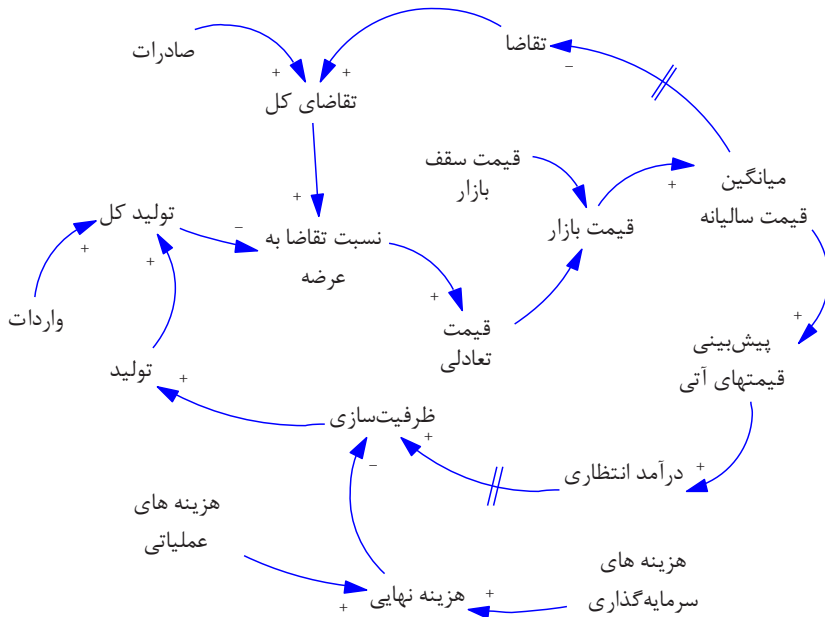 تقاضا
صادرات
تقاضای کل
قیمت سقف
بازار
میانگین
قیمت سالیانه
تولید کل
قیمت بازار
نسبت تقاضا به
عرضه
واردات
قیمت
تعادلی
پیش‌بینی
قیمتهای آتی
تولید
ظرفیت‌سازی
درآمد انتظاری
هزینه های
عملیاتی
هزینه های
سرمایه‌گذاری
هزینه نهایی